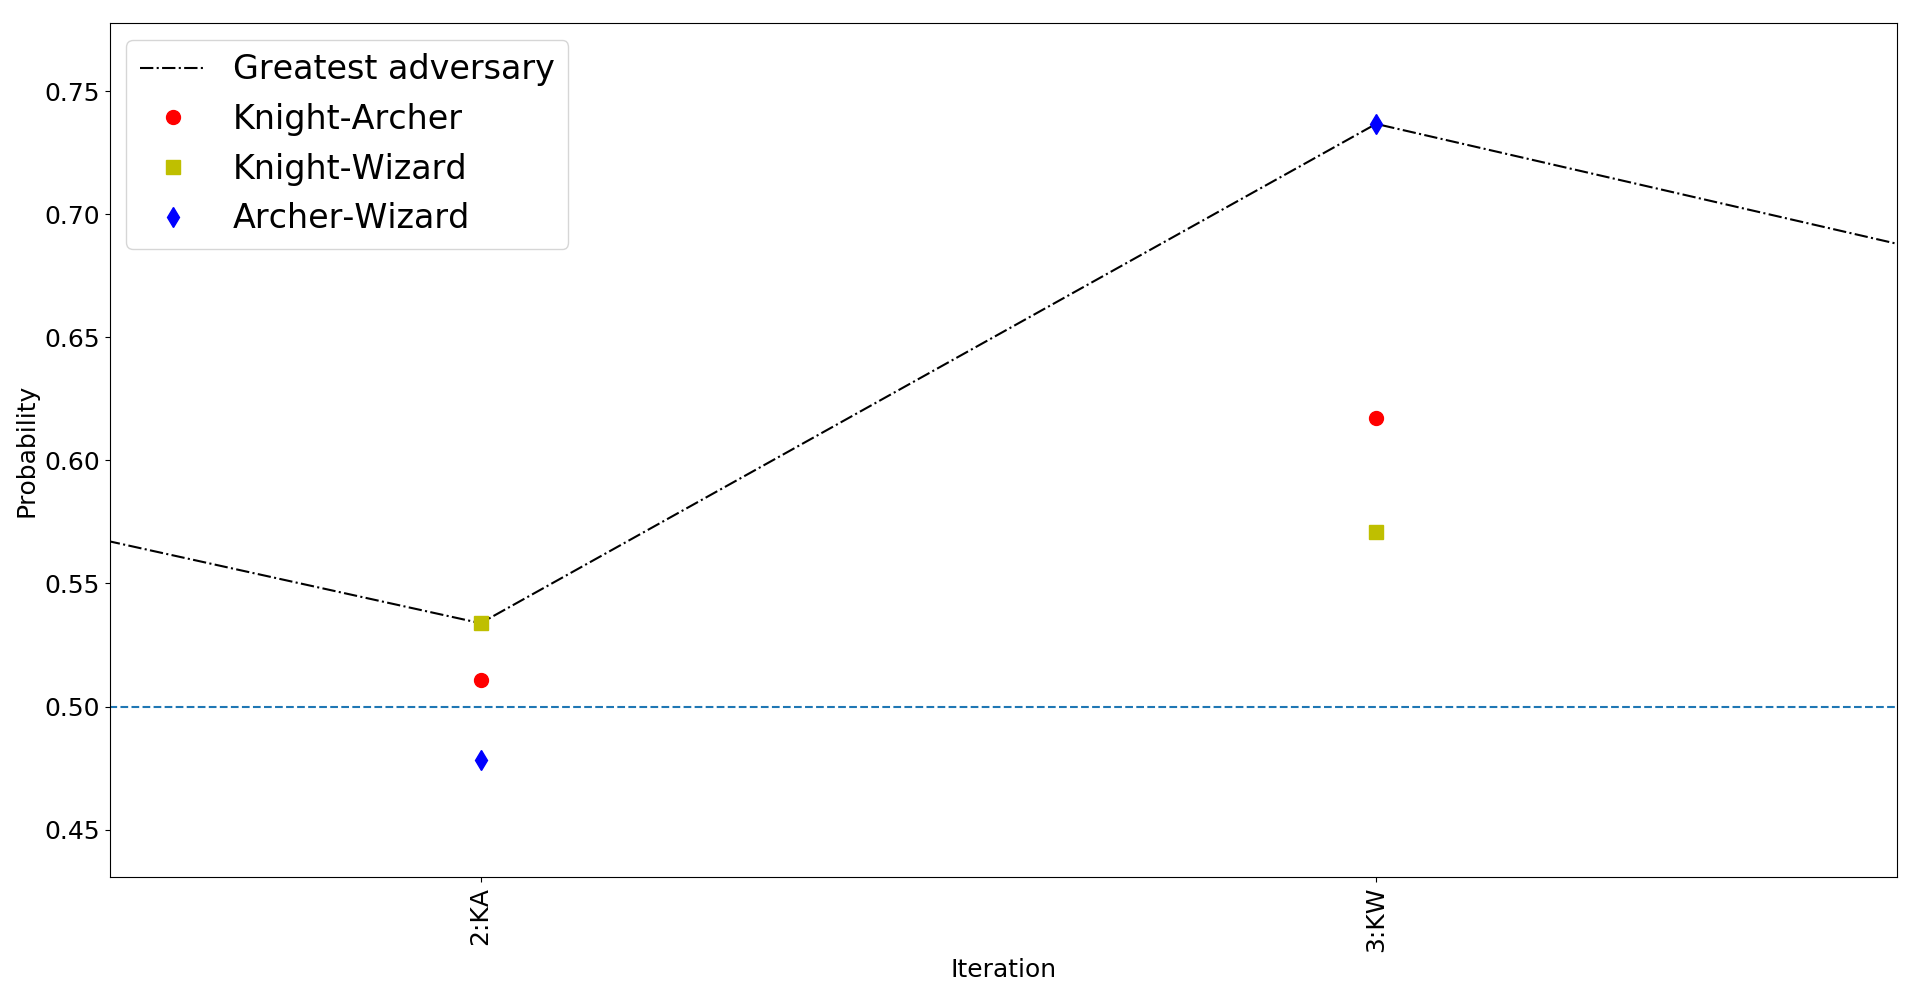 Greatest adversary
Knight-Archer
Knight-Wizard
Archer-Wizard
0.75
0.70
0.65
0.60
0.55
0.50
0.45
Probability
2:KA
3:KW
Iteration